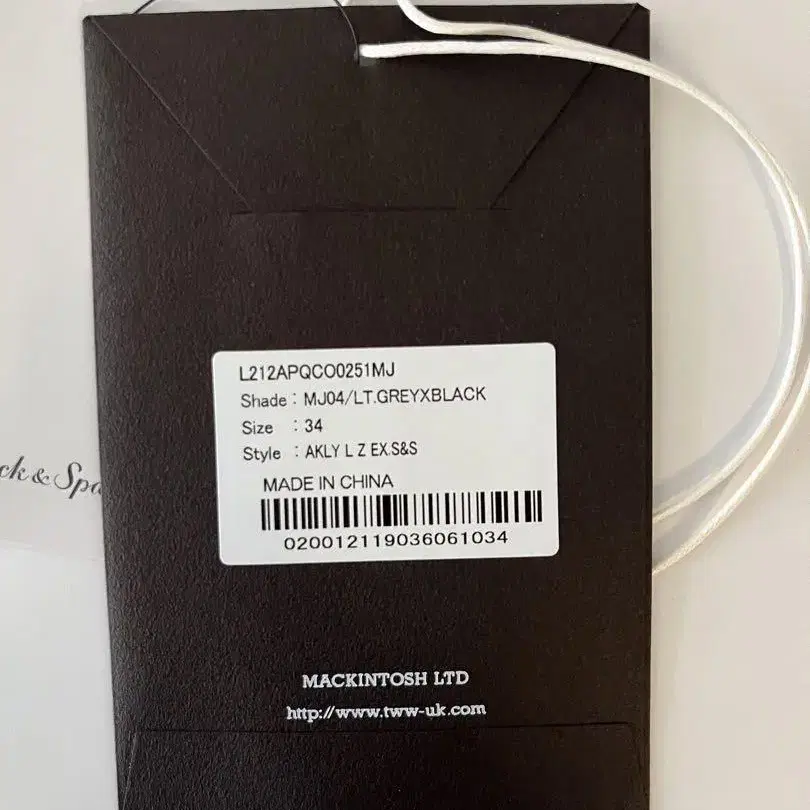 L212APQCO0251MJ
Shade : MJ04/LT.GREYXBLACK
Size : 34
Style : AKLY L Z EX.S&S
MADE IN CHINA
020012119036061034
MACKINTOSH LTD
http://www.tww-uk.com